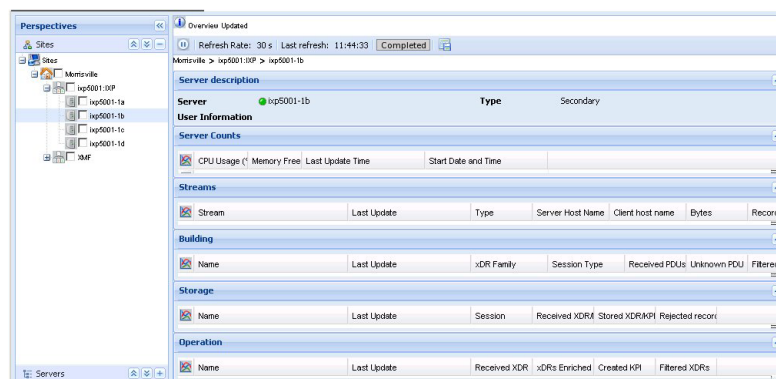 Perspectives
Sites
Sites
Morrisville
ixp5001:IXP
ixp5001-1a
ixp5001-1b
ixp5001-1c
ixp5001-1d
XMF
Servers
Overview Updated
Refresh Rate: 30 s Last refresh: 11:44:33 Completed
Morrisville > ixp5001:IXP > ixp5001-1b
Server description
Server ixp5001-1b Type Secondary
User Information
Server Counts
CPU Usage (% Memory Free Last Update Time Start Date and Time
Streams
Stream Last Update Type Server Host Name Client host name Bytes Record
Building
Name Last Update xDR Family Session Type Received PDUs Unknown PDU Filtered
Storage
Name Last Update Session Received XDR/ Stored XDR/KPI Rejected record
Operation
Name Last Update Received XDR xDRs Enriched Created KPI Filtered XDRs